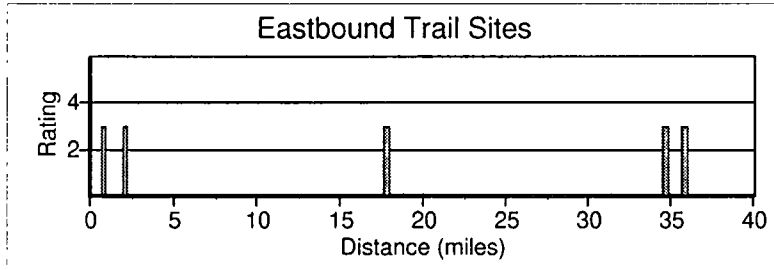 Eastbound Trail Sites
Rating
4
2
0 5 10 15 20 25 30 35 40
Distance (miles)